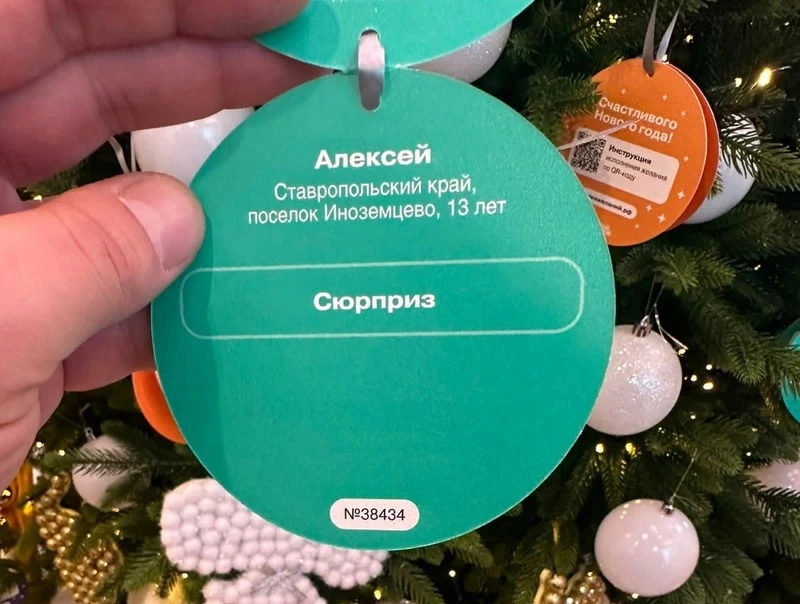 Алексей
Ставропольский край,
поселок Иноземцево, 13 лет
Сюрприз
№38434
Счастливого
Нового года!
Инструкция
исполнения желания
по QR-коду